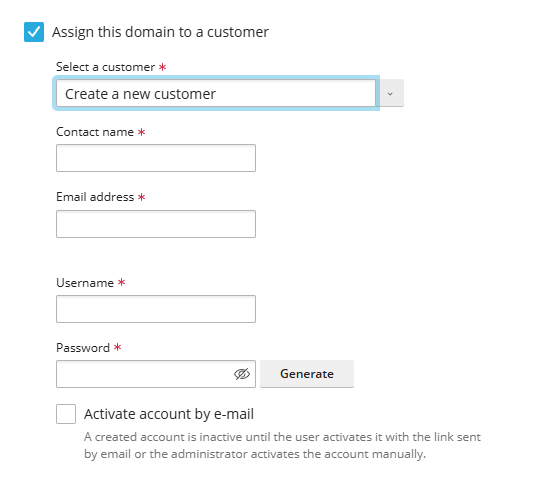 Assign this domain to a customer
Select a customer *
Create a new customer
Contact name *
Email address *
Username *
Password *
Generate
Activate account by e-mail
A created account is inactive until the user activates it with the link sent
by email or the administrator activates the account manually.